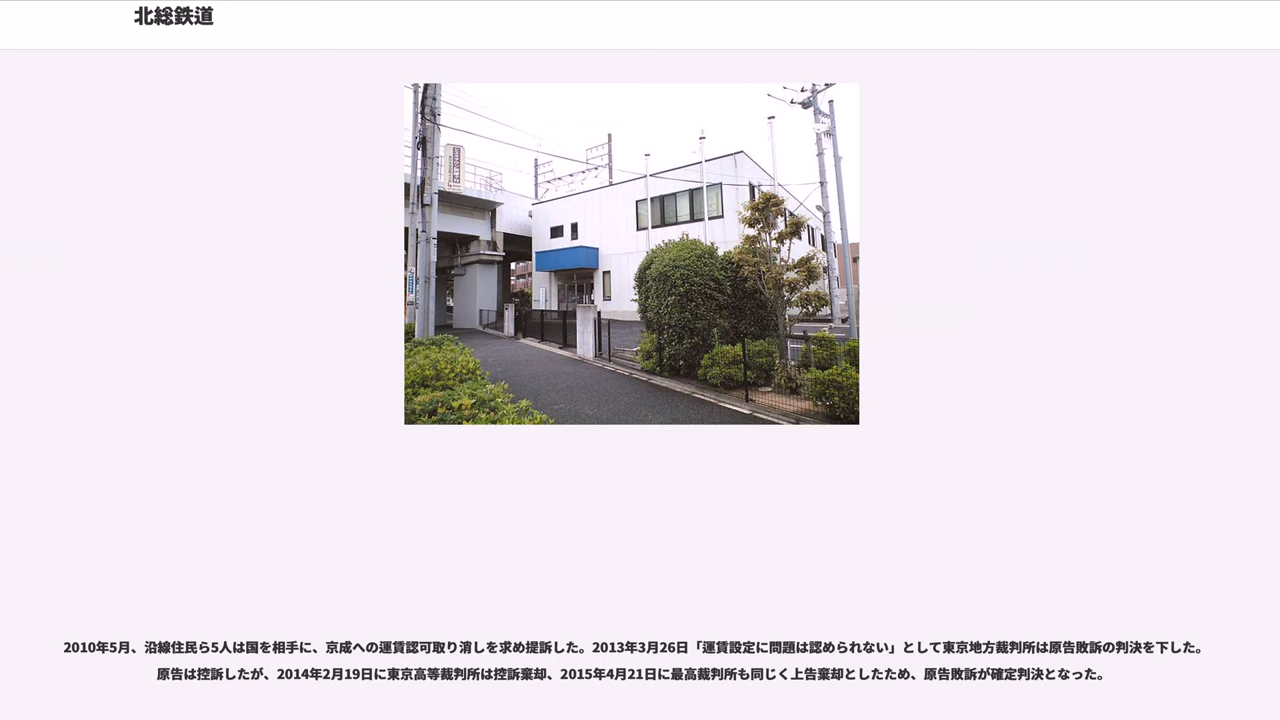 北総鉄道
2010年5月、沿線住民ら5人は国を相手に、京成への運賃認可取り消しを求め提訴した。2013年3月26日「運賃設定に問題は認められない」として東京地方裁判所は原告敗訴の判決を下した。
原告は控訴したが、2014年2月19日に東京高等裁判所は控訴棄却、2015年4月21日に最高裁判所も同じく上告棄却としたため、原告敗訴が確定判決となった。